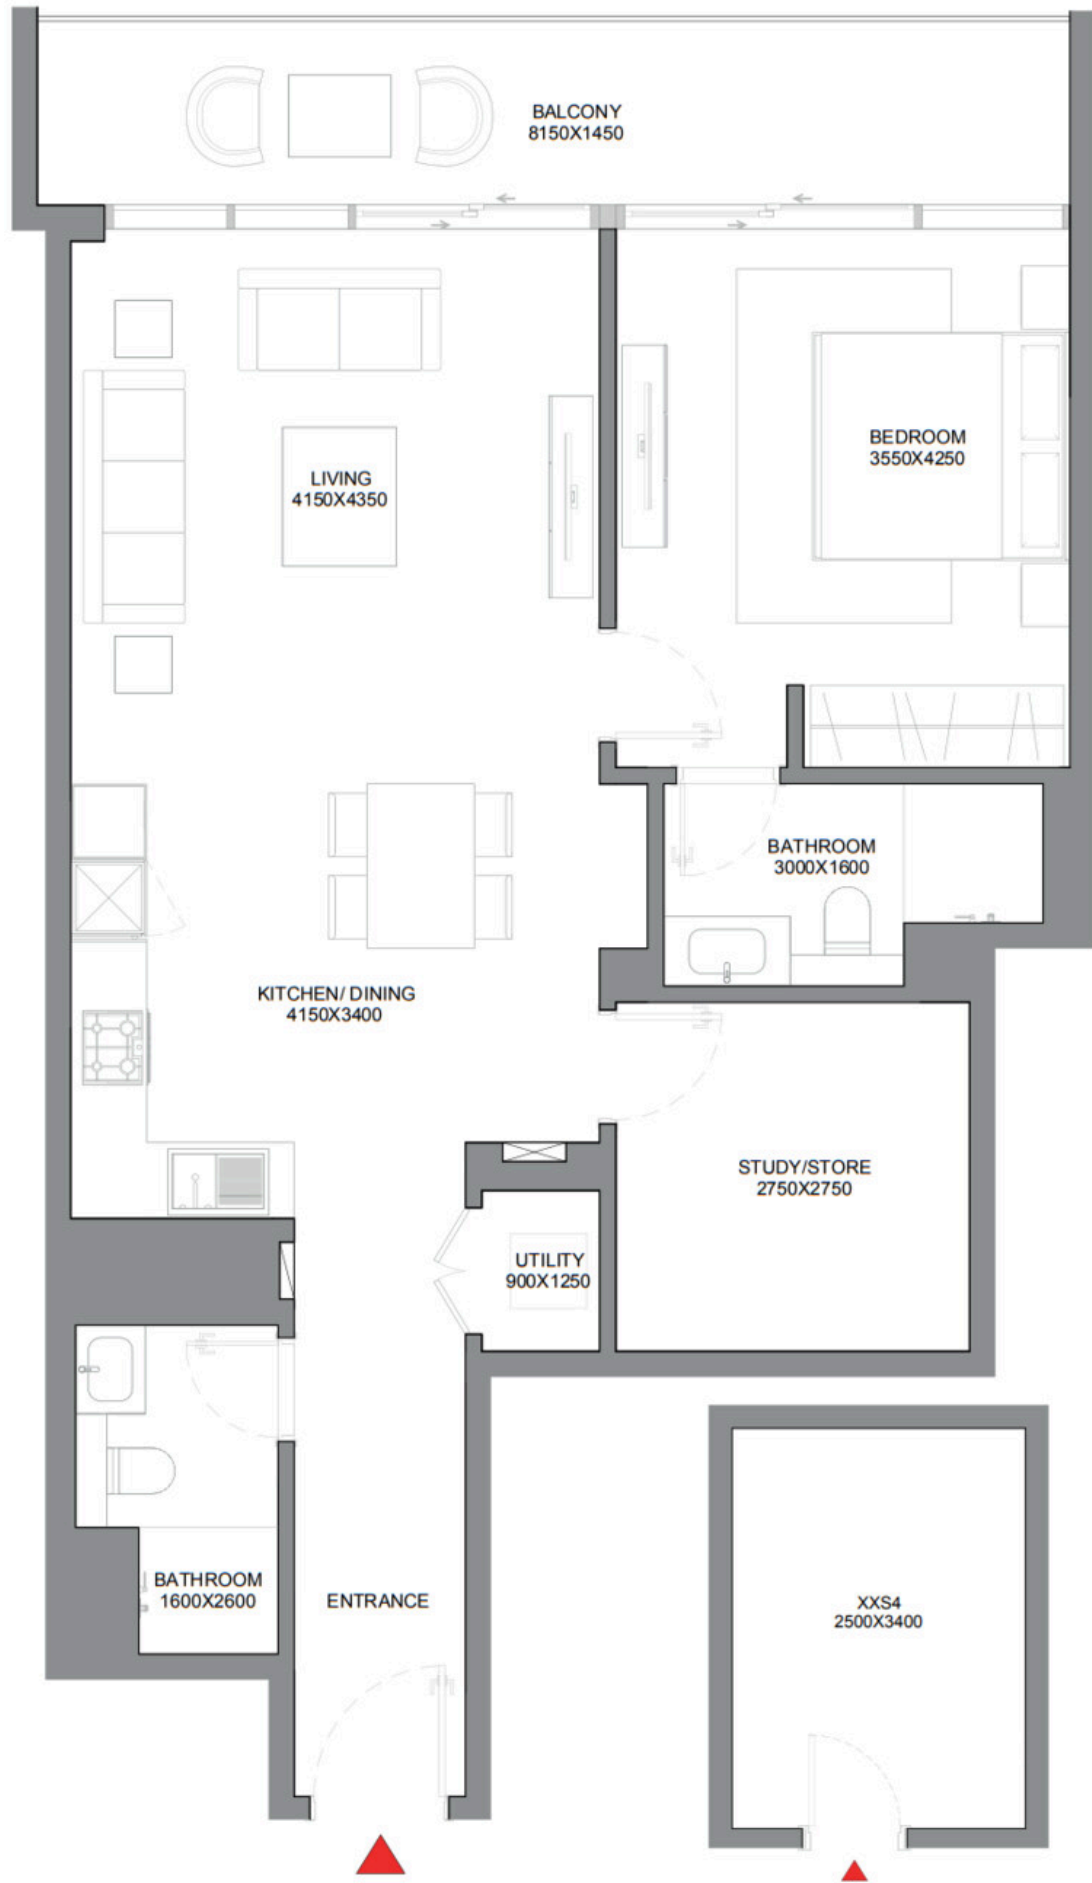 BALCONY
8150X1450
LIVING
4150X4350
BEDROOM
3550X4250
BATHROOM
3000X1600
KITCHEN/ DINING
4150X3400
STUDY/STORE
2750X2750
UTILITY
900X1250
BATHROOM
1600X2600
ENTRANCE
XXS4
2500X3400